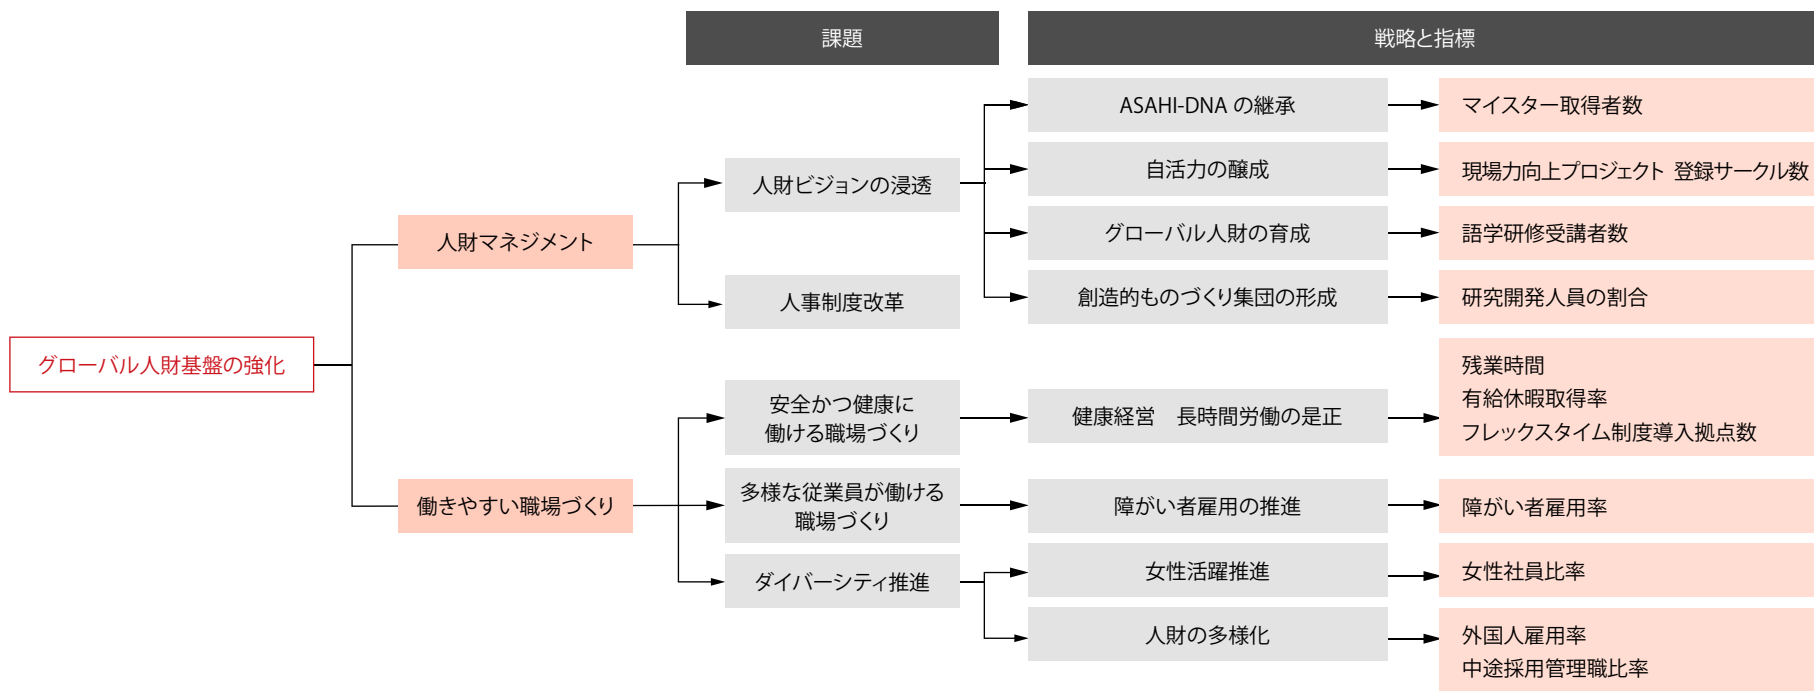 課題
戦略と指標
グローバル人財基盤の強化
人財マネジメント
人財ビジョンの浸透
ASAHI-DNA の継承
マイスター取得者数
自活力の醸成
現場力向上プロジェクト 登録サークル数
グローバル人財の育成
語学研修受講者数
創造的ものづくり集団の形成
研究開発人員の割合
人事制度改革
働きやすい職場づくり
安全かつ健康に
働ける職場づくり
健康経営　長時間労働の是正
残業時間
有給休暇取得率
フレックスタイム制度導入拠点数
多様な従業員が働ける
職場づくり
障がい者雇用の推進
障がい者雇用率
ダイバーシティ推進
女性活躍推進
女性社員比率
人財の多様化
外国人雇用率
中途採用管理職比率